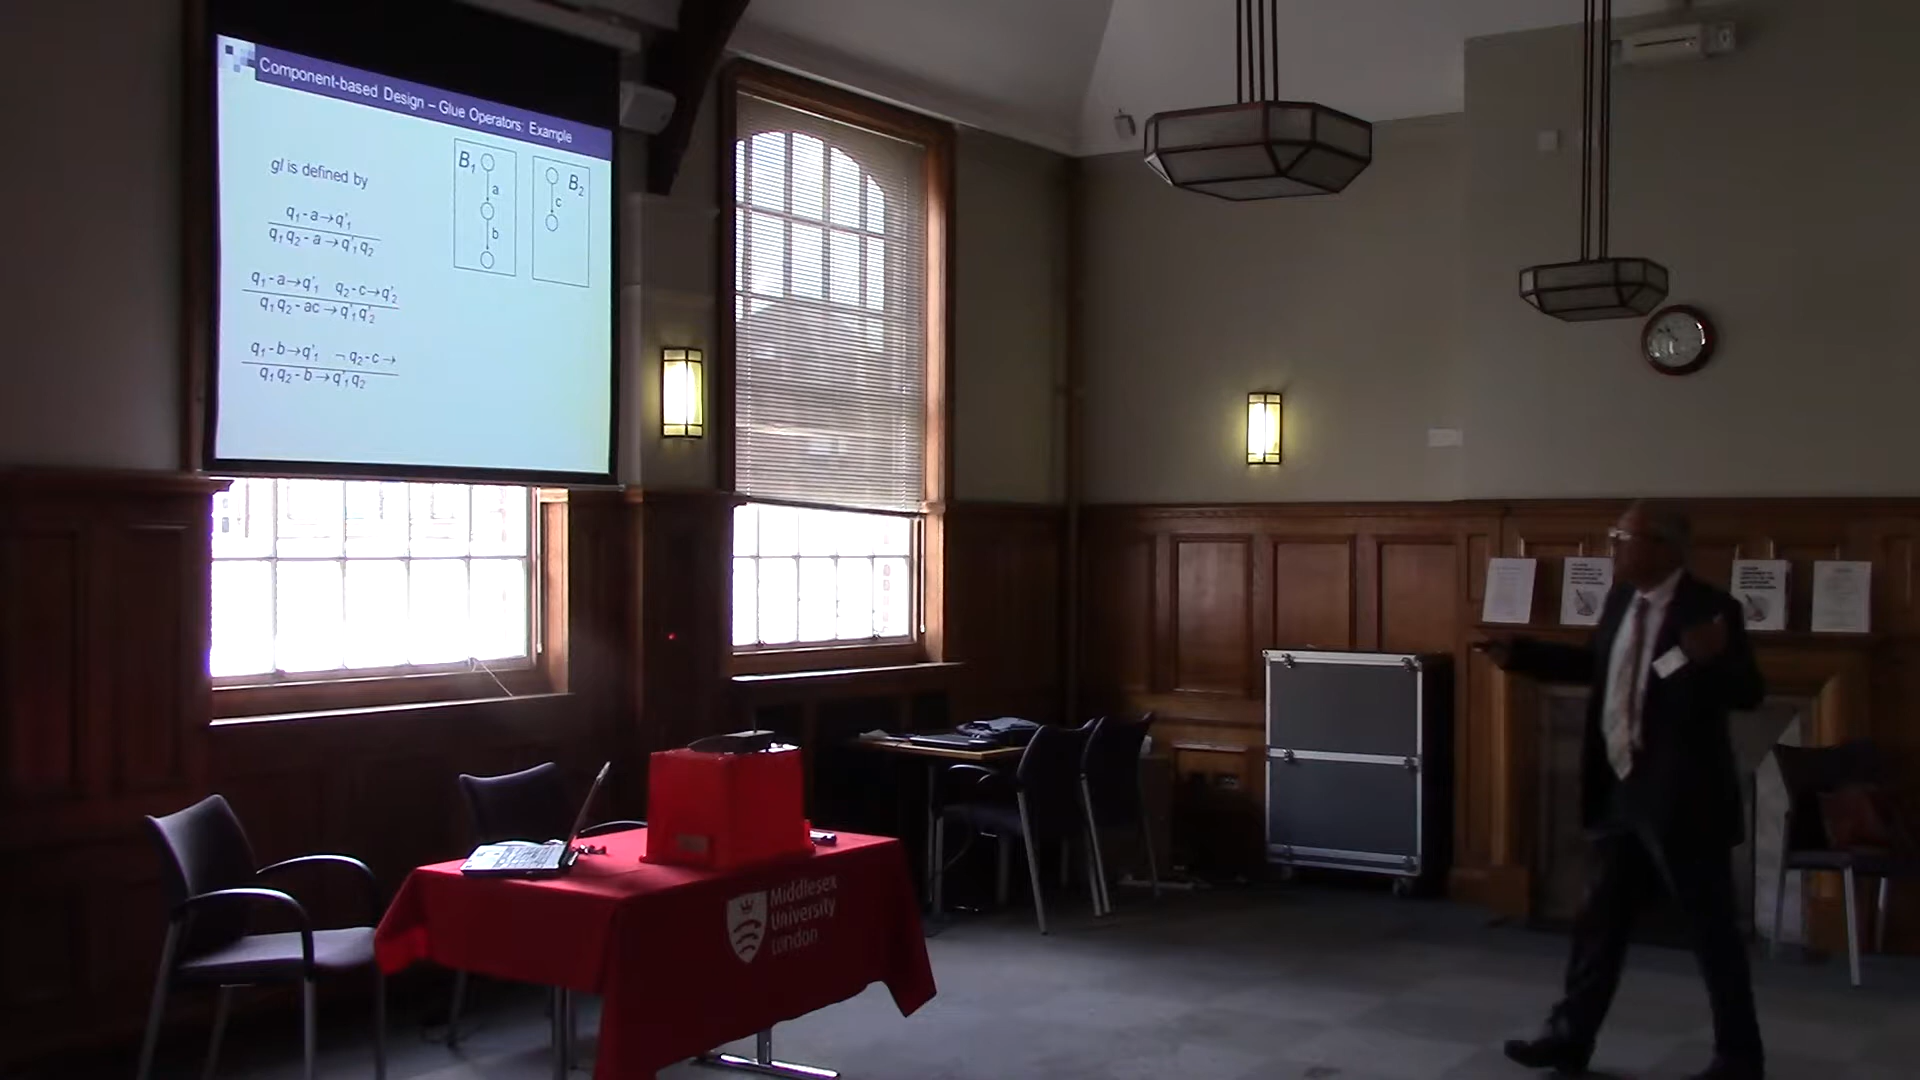 Component-based Design – Glue Operators: Example
gl is defined by
q1 - a → q'1
q1 q2 - a → q'1 q2
q1 - a → q'1 q2 - c → q'2
q1 q2 - ac → q'1 q'2
q1 - b → q'1 ¬ q2 - c →
q1 q2 - b → q'1 q2
B1
a
b
B2
c
Middlesex
University
London